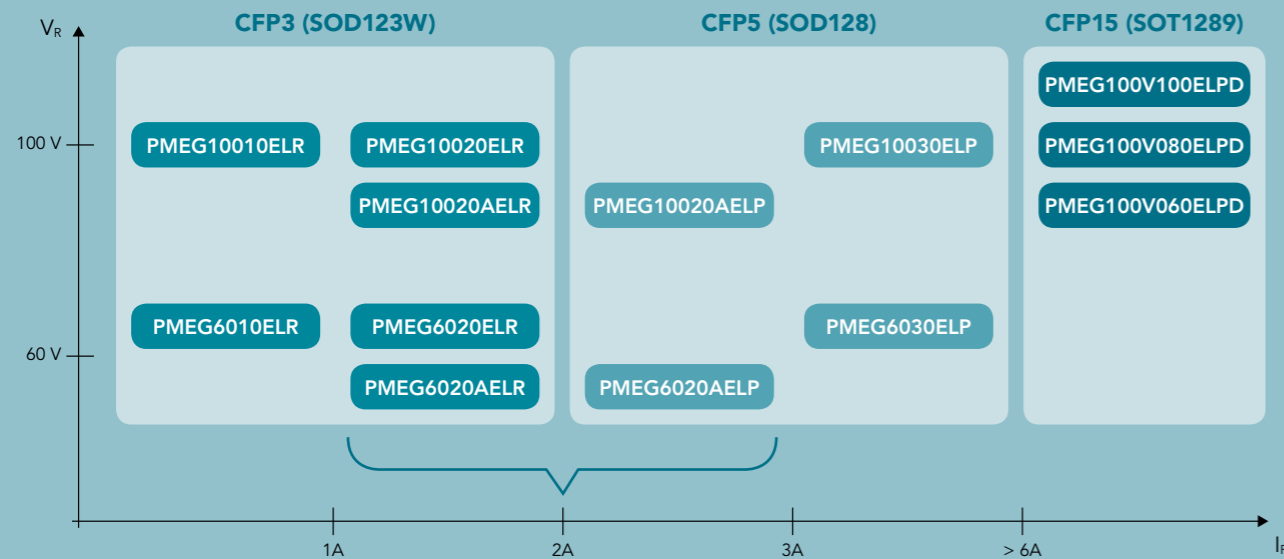 CFP3 (SOD123W) CFP5 (SOD128) CFP15 (SOT1289)
VR
PMEG100V100ELPD
100 V PMEG10010ELR PMEG10020ELR PMEG10030ELP PMEG100V080ELPD
PMEG10020AELR PMEG10020AELP PMEG100V060ELPD
PMEG6010ELR PMEG6020ELR PMEG6030ELP
60 V
PMEG6020AELR PMEG6020AELP
1A 2A 3A > 6A